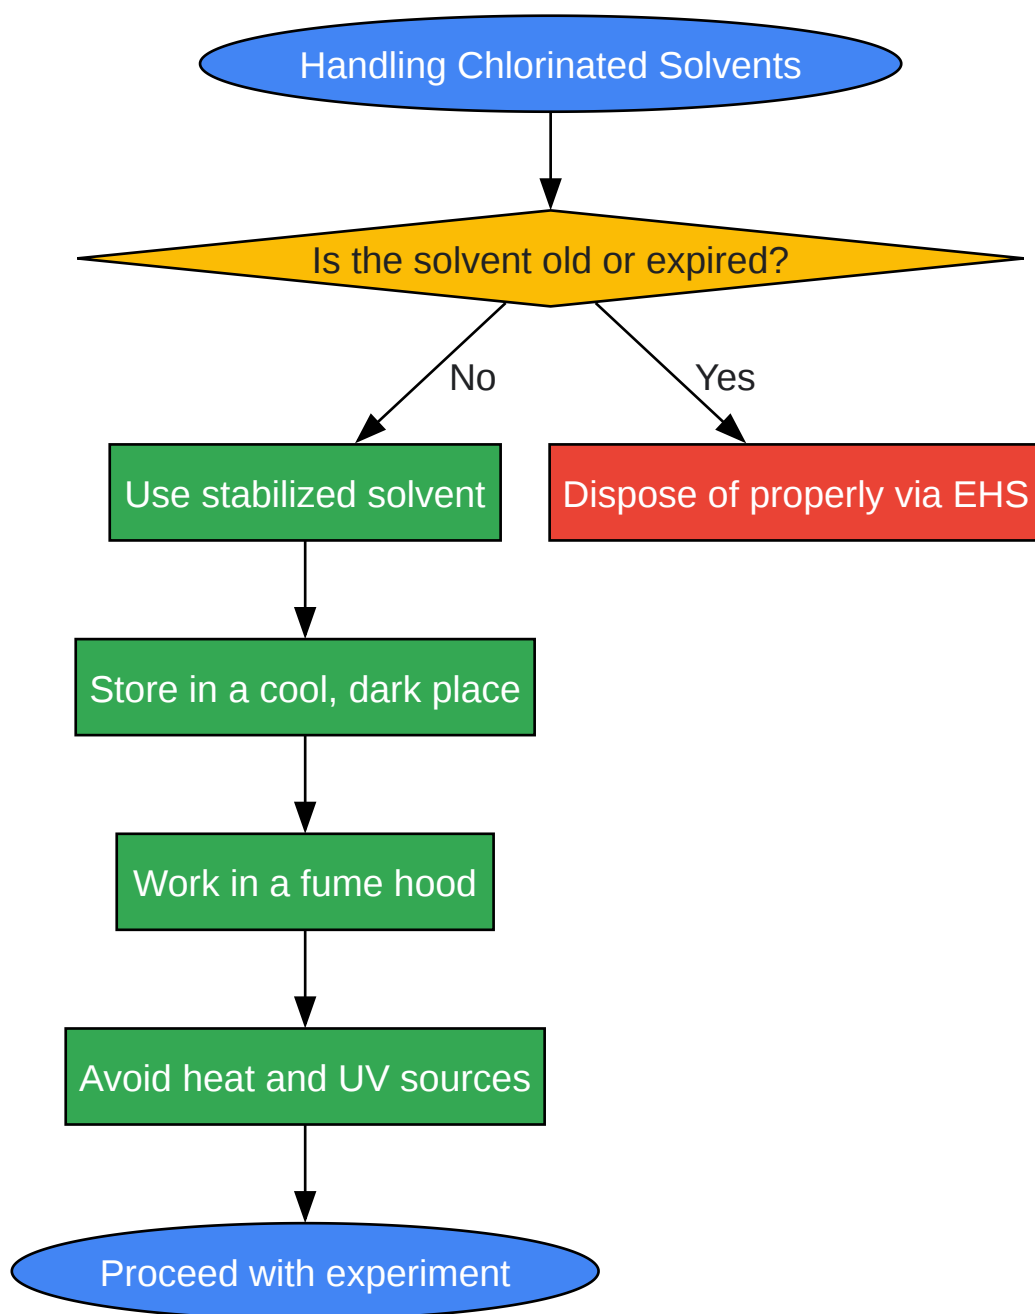 Handling Chlorinated Solvents
Is the solvent old or expired?
No
Yes
Use stabilized solvent
Dispose of properly via EHS
Store in a cool, dark place
Work in a fume hood
Avoid heat and UV sources
Proceed with experiment